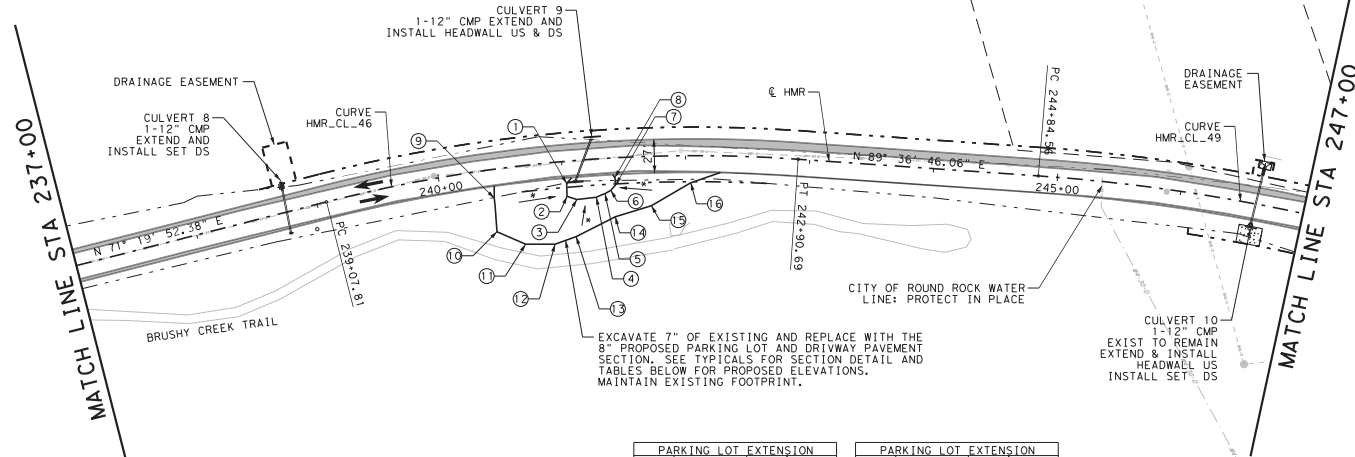 CULVERT 9
1-12" CMP EXTEND AND
INSTALL HEADWALL US & DS
DRAINAGE EASEMENT
CULVERT 8
1-12" CMP
EXTEND AND
INSTALL SET DS
CURVE
HMR_CL_46
MATCH LINE STA 237+00
N 71° 19' 52.38" E
PC 239+07.81
240+00
BRUSHY CREEK TRAIL
1
2
3
4
5
6
7
8
9
10
11
12
13
14
15
16
27'
℄ HMR
N 89° 36' 46.06" E
PT 242+90.69
PC 244+84.56
245+00
DRAINAGE
EASEMENT
CURVE
HMR_CL_49
MATCH LINE STA 247+00
CITY OF ROUND ROCK WATER
LINE: PROTECT IN PLACE
CULVERT 10
1-12" CMP
EXIST TO REMAIN
EXTEND & INSTALL
HEADWALL US
INSTALL SET DS
EXCAVATE 7" OF EXISTING AND REPLACE WITH THE
8" PROPOSED PARKING LOT AND DRIVWAY PAVEMENT
SECTION. SEE TYPICALS FOR SECTION DETAIL AND
TABLES BELOW FOR PROPOSED ELEVATIONS.
MAINTAIN EXISTING FOOTPRINT.
PARKING LOT EXTENSION
PARKING LOT EXTENSION